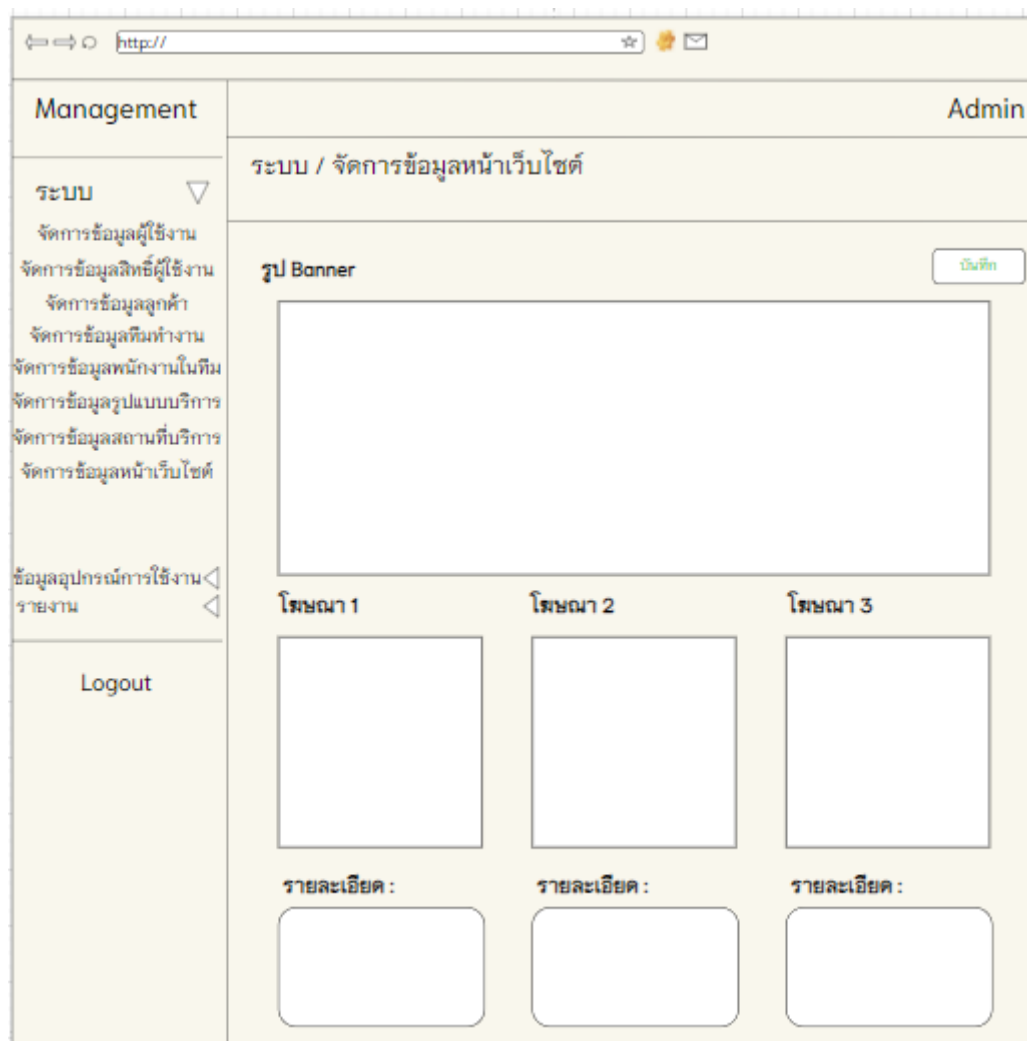 http://
Management
Admin
ระบบ / จัดการข้อมูลหน้าเว็บไซต์
ระบบ
จัดการข้อมูลผู้ใช้งาน
จัดการข้อมูลสิทธิ์ผู้ใช้งาน
จัดการข้อมูลลูกค้า
จัดการข้อมูลทีมทำงาน
จัดการข้อมูลพนักงานในทีม
จัดการข้อมูลรูปแบบบริการ
จัดการข้อมูลสถานที่บริการ
จัดการข้อมูลหน้าเว็บไซต์
ข้อมูลอุปกรณ์การใช้งาน
รายงาน
Logout
รูป Banner
บันทึก
โฆษณา 1
โฆษณา 2
โฆษณา 3
รายละเอียด :
รายละเอียด :
รายละเอียด :